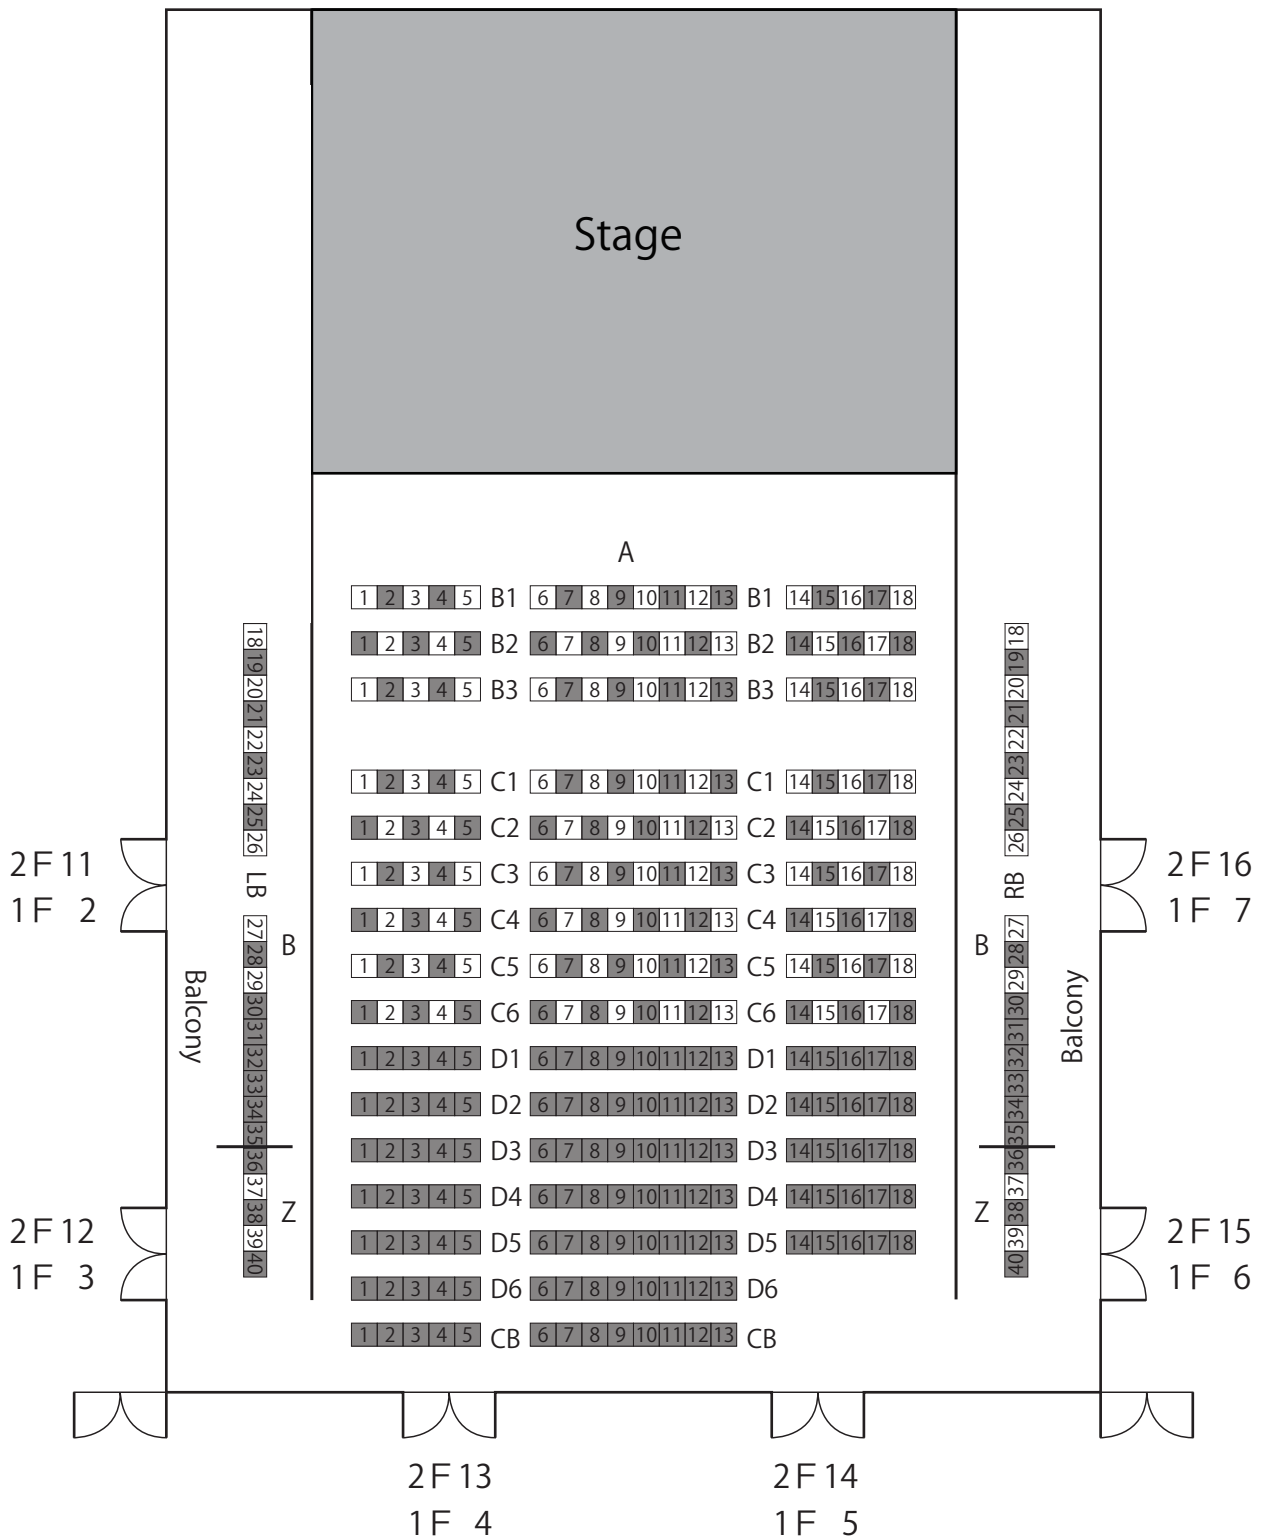 Stage
A
1 2 3 4 5 B1 6 7 8 9 10 11 12 13 B1 14 15 16 17 18
1 2 3 4 5 B2 6 7 8 9 10 11 12 13 B2 14 15 16 17 18
1 2 3 4 5 B3 6 7 8 9 10 11 12 13 B3 14 15 16 17 18
1 2 3 4 5 C1 6 7 8 9 10 11 12 13 C1 14 15 16 17 18
1 2 3 4 5 C2 6 7 8 9 10 11 12 13 C2 14 15 16 17 18
1 2 3 4 5 C3 6 7 8 9 10 11 12 13 C3 14 15 16 17 18
1 2 3 4 5 C4 6 7 8 9 10 11 12 13 C4 14 15 16 17 18
1 2 3 4 5 C5 6 7 8 9 10 11 12 13 C5 14 15 16 17 18
1 2 3 4 5 C6 6 7 8 9 10 11 12 13 C6 14 15 16 17 18
1 2 3 4 5 D1 6 7 8 9 10 11 12 13 D1 14 15 16 17 18
1 2 3 4 5 D2 6 7 8 9 10 11 12 13 D2 14 15 16 17 18
1 2 3 4 5 D3 6 7 8 9 10 11 12 13 D3 14 15 16 17 18
1 2 3 4 5 D4 6 7 8 9 10 11 12 13 D4 14 15 16 17 18
1 2 3 4 5 D5 6 7 8 9 10 11 12 13 D5 14 15 16 17 18
1 2 3 4 5 D6 6 7 8 9 10 11 12 13 D6
1 2 3 4 5 CB 6 7 8 9 10 11 12 13 CB
18 19 20 21 22 23 24 25 26 LB 27 28 29 30 31 32 33 34 35 36 37 38 39 40
B
Z
Balcony
2F 11
1F 2
2F 12
1F 3
18 19 20 21 22 23 24 25 26 RB 27 28 29 30 31 32 33 34 35 36 37 38 39 40
B
Z
Balcony
2F 16
1F 7
2F 15
1F 6
2F 13
1F 4
2F 14
1F 5